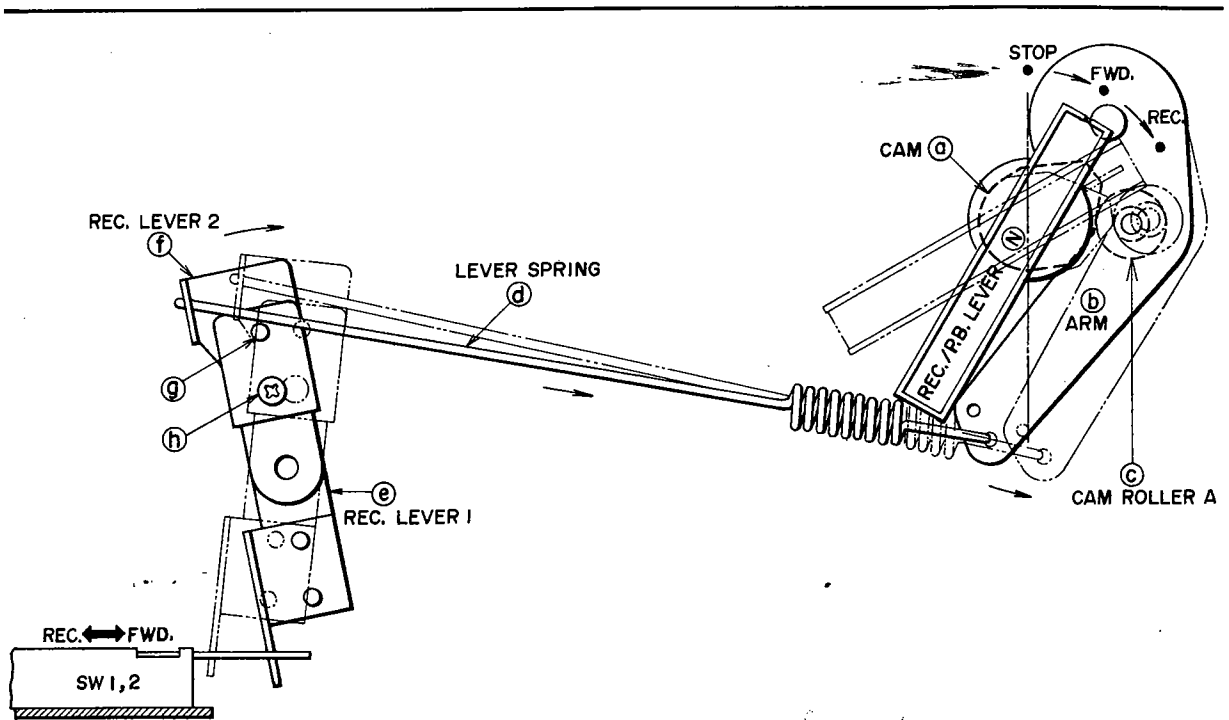 STOP
FWD.
REC.
CAM ⓐ
REC. LEVER 2
ⓕ
LEVER SPRING
ⓓ
Ⓝ
REC./P.B. LEVER
ⓑ
ARM
ⓖ
ⓗ
ⓔ
REC. LEVER 1
ⓒ
CAM ROLLER A
REC. FWD.
SW 1, 2